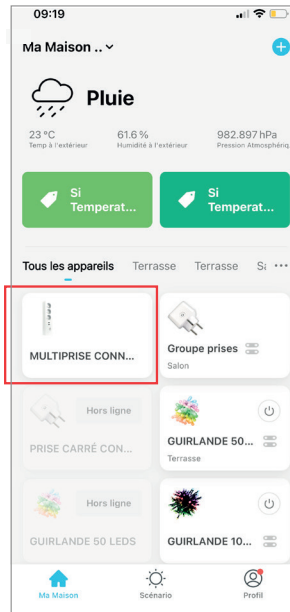 09:19
Ma Maison ..
Pluie
23 °C
61.6 %
982.897 hPa
Temp à l'extérieur
Humidité à l'extérieur
Pression Atmosphériq
Si
Temperat...
Si
Temperat...
Tous les appareils
Terrasse
Terrasse
Sa
...
MULTIPRISE CONN...
Groupe prises
Salon
Hors ligne
PRISE CARRÉ CON...
GUIRLANDE 50...
Terrasse
Hors ligne
GUIRLANDE 50 LEDS
GUIRLANDE 10...
Ma Maison
Scénario
Profil